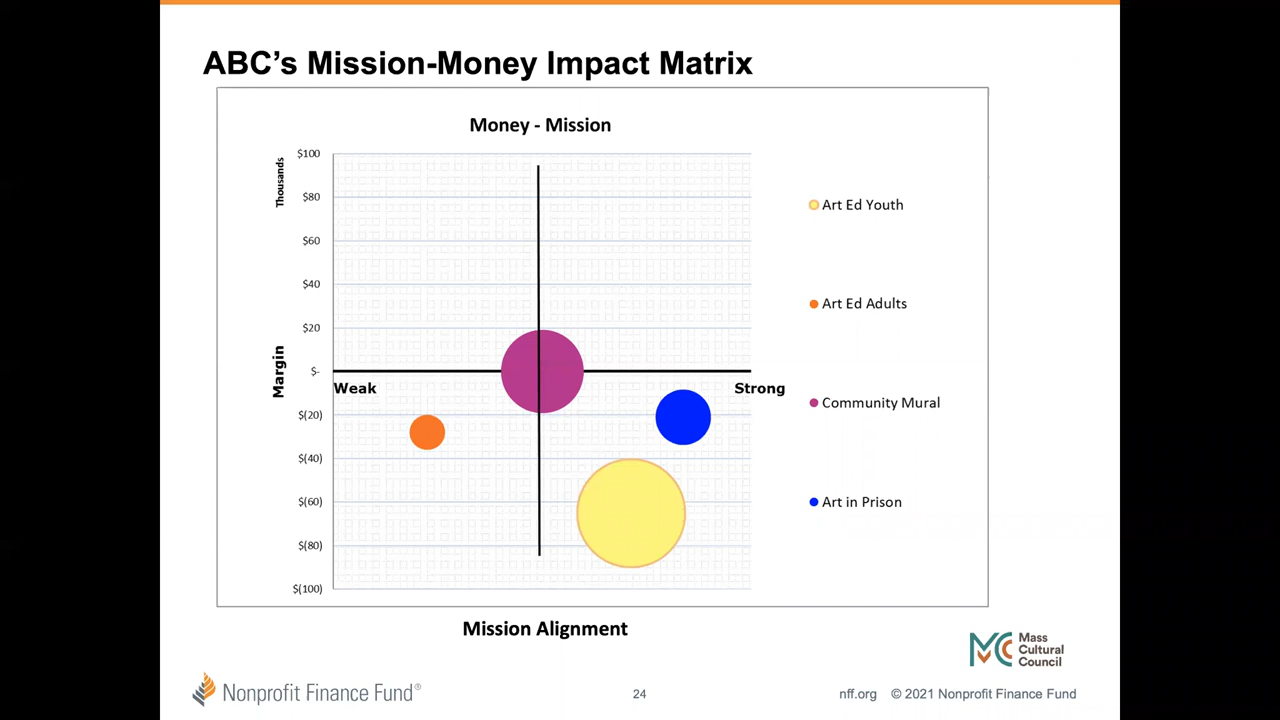 ABC's Mission-Money Impact Matrix
Money - Mission
Thousands
$100
$80
$60
$40
$20
$-
$(20)
$(40)
$(60)
$(80)
$(100)
Margin
Weak
Strong
Art Ed Youth
Art Ed Adults
Community Mural
Art in Prison
Mission Alignment
MCC
Mass
Cultural
Council
Nonprofit Finance Fund®
24
nff.org © 2021 Nonprofit Finance Fund